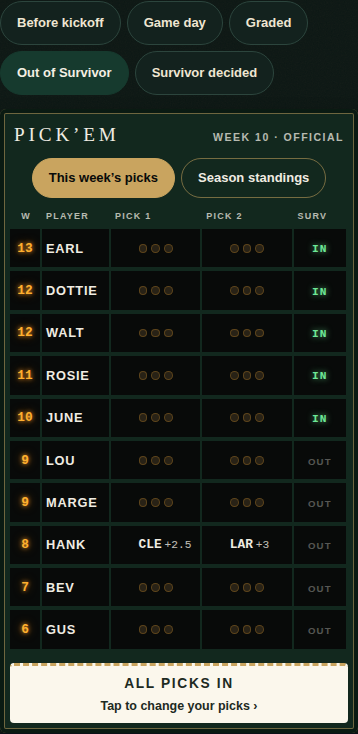 Before kickoff Game day Graded
Out of Survivor Survivor decided
PICK'EM WEEK 10 · OFFICIAL
This week's picks Season standings
W PLAYER PICK 1 PICK 2 SURV
13 EARL IN
12 DOTTIE IN
12 WALT IN
11 ROSIE IN
10 JUNE IN
9 LOU OUT
9 MARGE OUT
8 HANK CLE +2.5 LAR +3 OUT
7 BEV OUT
6 GUS OUT
ALL PICKS IN
Tap to change your picks ›